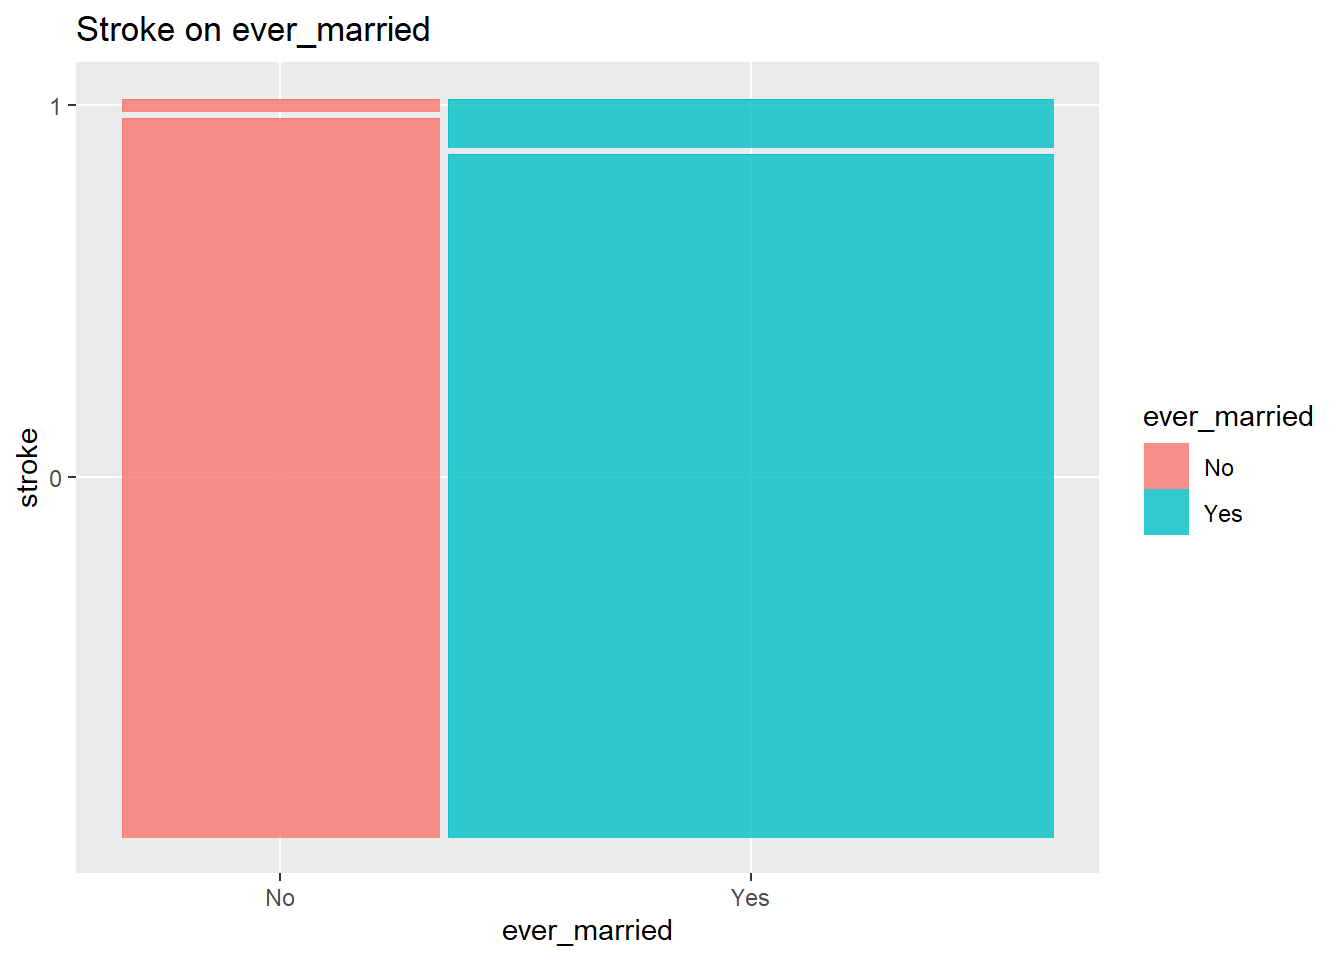 Stroke on ever_married
1
0
stroke
No
Yes
ever_married
ever_married
No
Yes